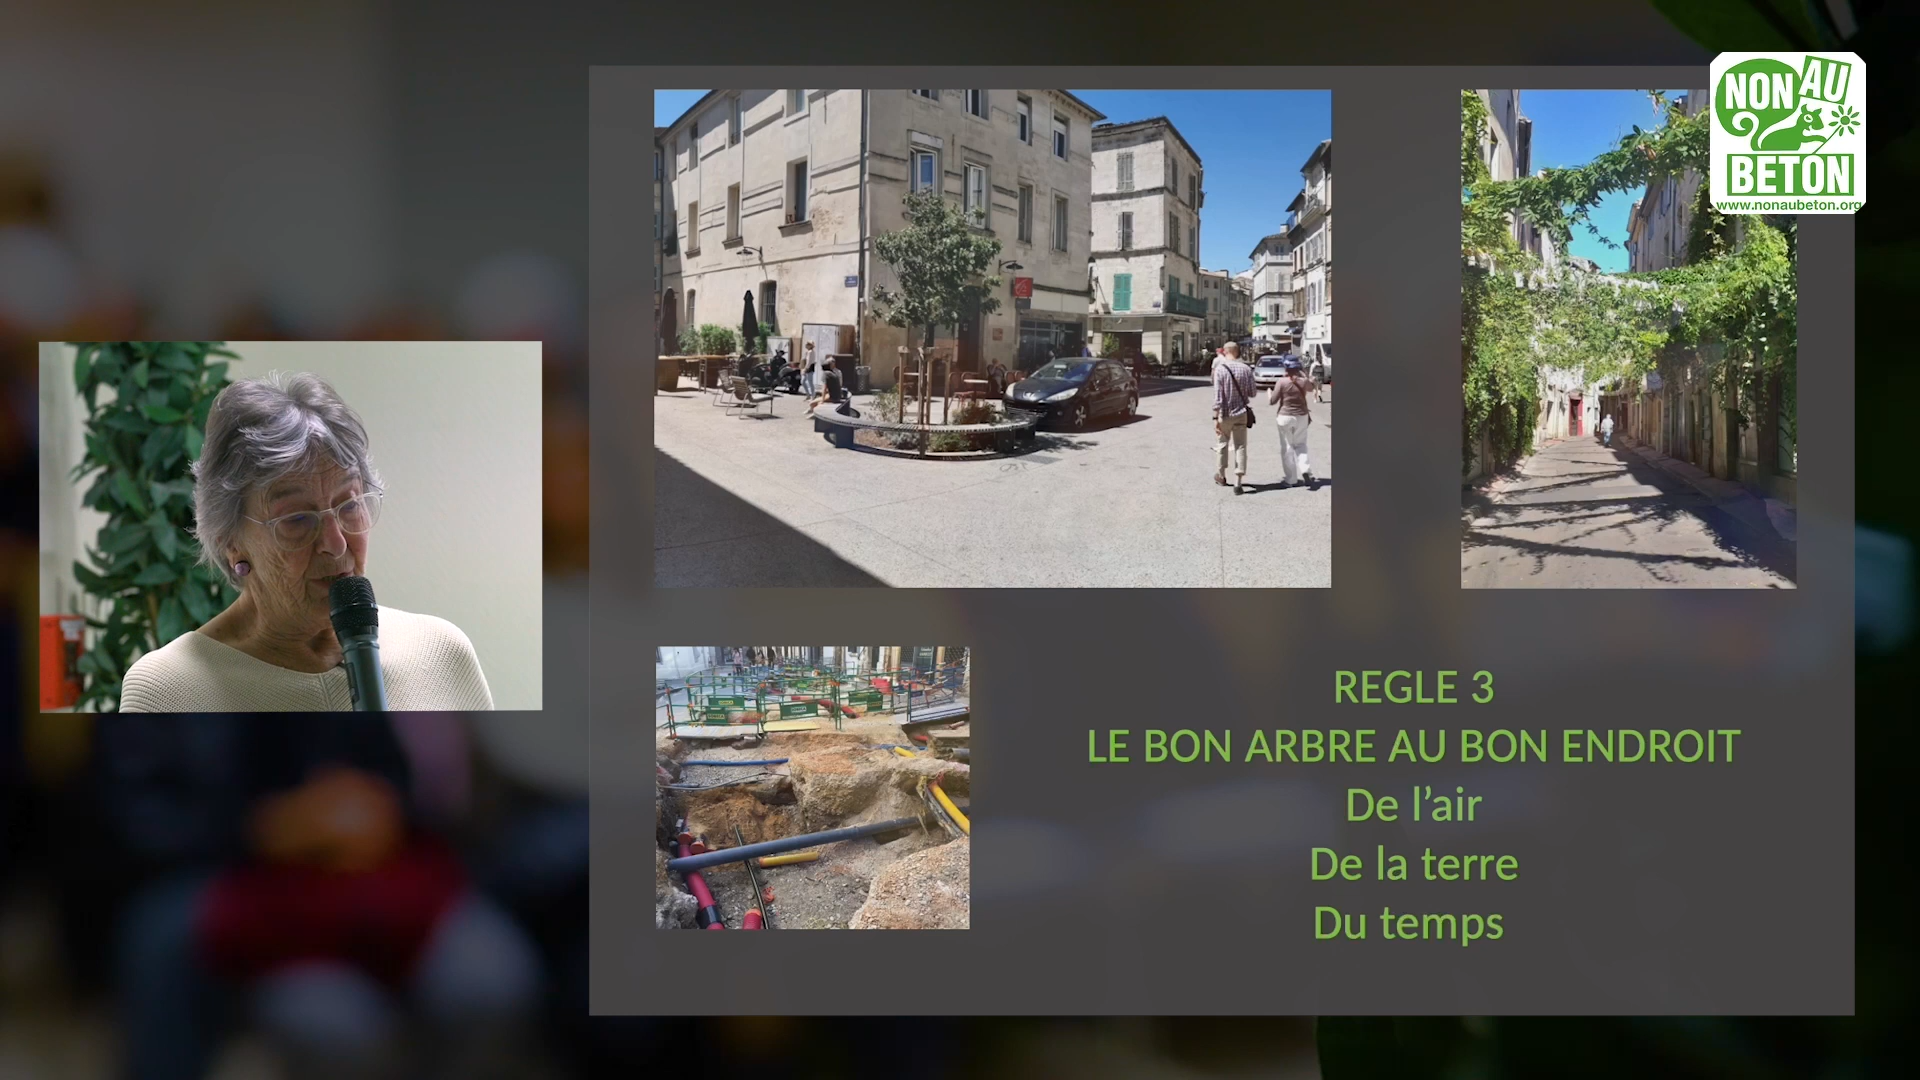 NON AU
BETON
www.nonaubeton.org
REGLE 3
LE BON ARBRE AU BON ENDROIT
De l’air
De la terre
Du temps